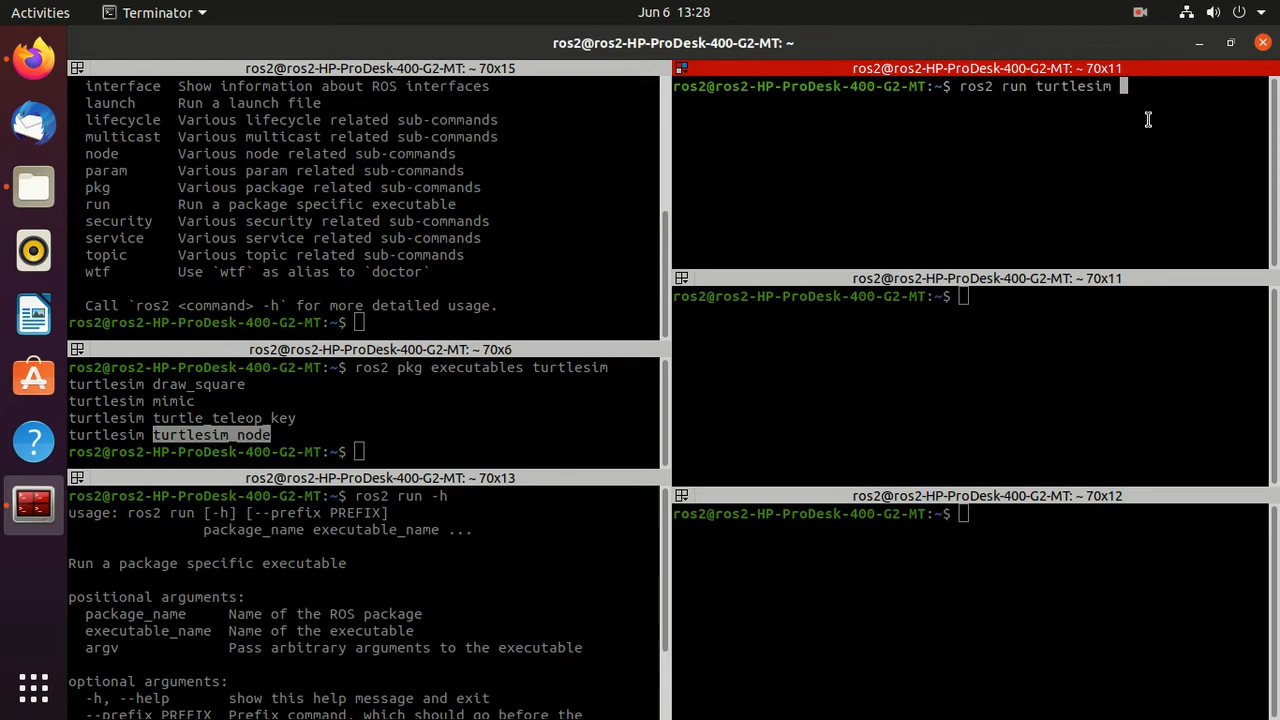 Activities
Terminator
Jun 6 13:28
ros2@ros2-HP-ProDesk-400-G2-MT: ~
ros2@ros2-HP-ProDesk-400-G2-MT: ~ 70x15
interface Show information about ROS interfaces
launch Run a launch file
lifecycle Various lifecycle related sub-commands
multicast Various multicast related sub-commands
node Various node related sub-commands
param Various param related sub-commands
pkg Various package related sub-commands
run Run a package specific executable
security Various security related sub-commands
service Various service related sub-commands
topic Various topic related sub-commands
wtf Use `wtf` as alias to `doctor`
Call `ros2 <command> -h` for more detailed usage.
ros2@ros2-HP-ProDesk-400-G2-MT:~$
ros2@ros2-HP-ProDesk-400-G2-MT: ~ 70x6
ros2@ros2-HP-ProDesk-400-G2-MT:~$ ros2 pkg executables turtlesim
turtlesim draw_square
turtlesim mimic
turtlesim turtle_teleop_key
turtlesim turtlesim_node
ros2@ros2-HP-ProDesk-400-G2-MT:~$
ros2@ros2-HP-ProDesk-400-G2-MT: ~ 70x13
ros2@ros2-HP-ProDesk-400-G2-MT:~$ ros2 run -h
usage: ros2 run [-h] [--prefix PREFIX]
package_name executable_name ...
Run a package specific executable
positional arguments:
package_name Name of the ROS package
executable_name Name of the executable
argv Pass arbitrary arguments to the executable
optional arguments:
-h, --help show this help message and exit
--prefix PREFIX Prefix command, which should go before the
ros2@ros2-HP-ProDesk-400-G2-MT: ~ 70x11
ros2@ros2-HP-ProDesk-400-G2-MT:~$ ros2 run turtlesim
ros2@ros2-HP-ProDesk-400-G2-MT: ~ 70x11
ros2@ros2-HP-ProDesk-400-G2-MT:~$
ros2@ros2-HP-ProDesk-400-G2-MT: ~ 70x12
ros2@ros2-HP-ProDesk-400-G2-MT:~$